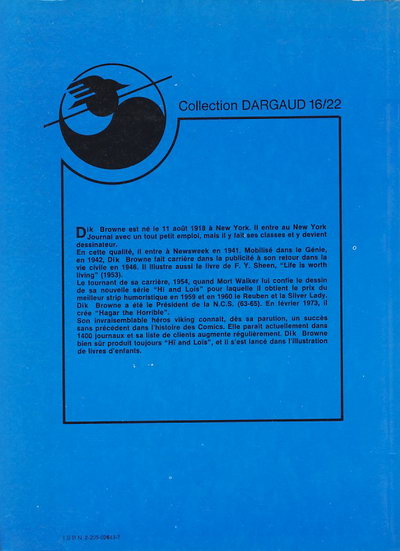 Collection DARGAUD 16/22
Dik Browne est né le 11 août 1918 à New York. Il entre au New York
Journal avec un tout petit emploi, mais il y fait ses classes et y devient
dessinateur.
En cette qualité, il entre à Newsweek en 1941. Mobilisé dans le Génie,
en 1942, Dik Browne fait carrière dans la publicité à son retour dans la
vie civile en 1946. Il illustre aussi le livre de F. Y. Sheen, "Life is worth
living" (1953).
Le tournant de sa carrière, 1954, quand Mort Walker lui confie le dessin
de sa nouvelle série "Hi and Lois" pour laquelle il obtient le prix du
meilleur strip humoristique en 1959 et en 1960 le Reuben et la Silver Lady.
Dik Browne a été le Président de la N.C.S. (63-65). En février 1973, il
crée "Hagar the Horrible".
Son invraisemblable héros viking connaît, dès sa parution, un succès
sans précédent dans l'histoire des Comics. Elle paraît actuellement dans
1400 journaux et sa liste de clients augmente régulièrement. Dik Browne
bien sûr produit toujours "Hi and Lois", et il s'est lancé dans l'illustration
de livres d'enfants.